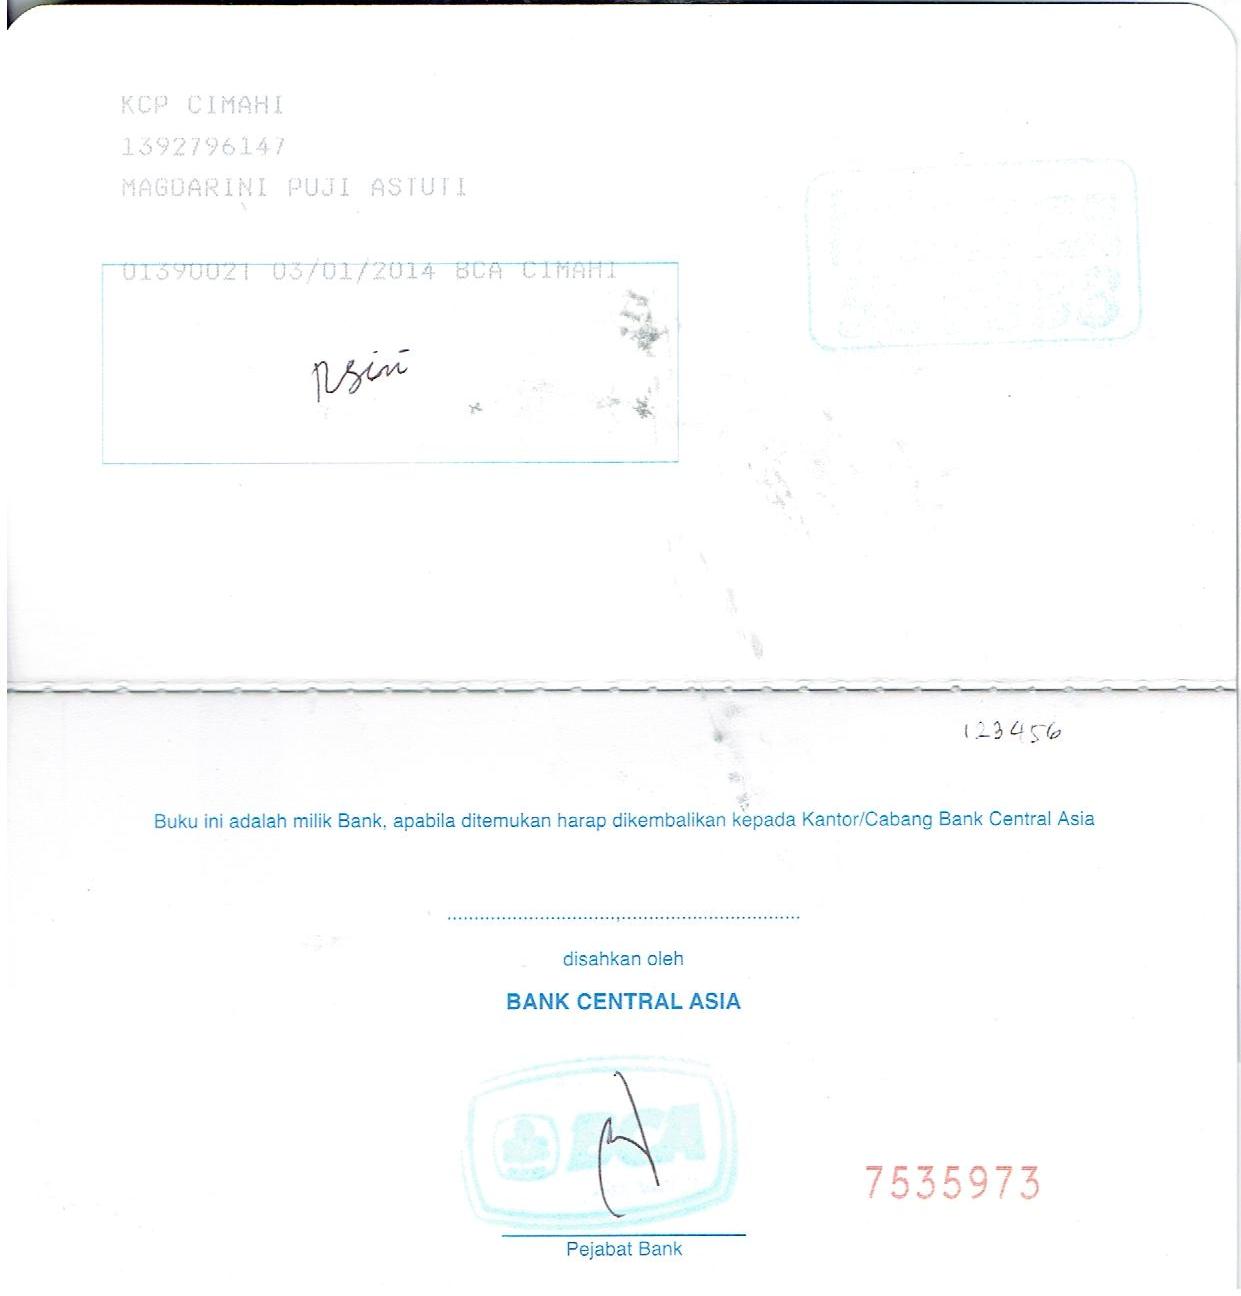 KCP CIMAHI
1392796147
MAGDARINI PUJI ASTUTI
01390021 03/01/2014 BCA CIMAHI
123456
Buku ini adalah milik Bank, apabila ditemukan harap dikembalikan kepada Kantor/Cabang Bank Central Asia
disahkan oleh
BANK CENTRAL ASIA
BCA
7535973
Pejabat Bank